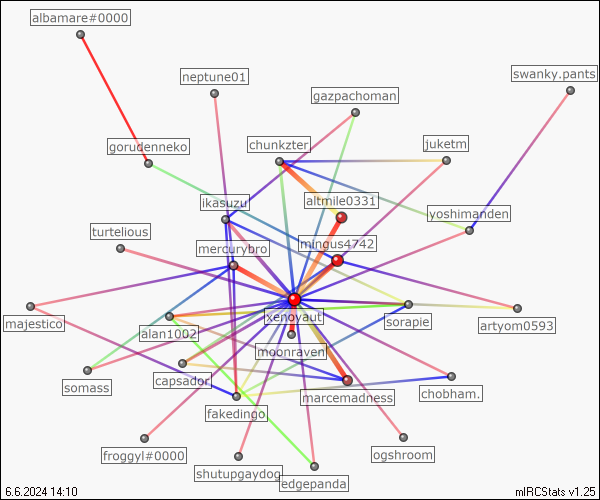 albamare#0000
neptune01
swanky.pants
gazpachoman
gorudenneko
chunkzter
juketm
ikasuzu
altmile0331
yoshimanden
turtelious
mercurybro
mingus4742
majestico
alan1002
xenoyaut
sorapie
artyom0593
moonraven
somass
capsador.
marcemadness
chobham.
fakedingo
froggyl#0000
shutupgaydog
edgepanda
ogshroom
6.6.2024 14:10
mIRCStats v1.25